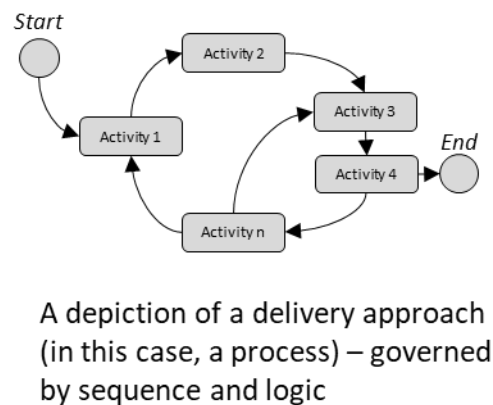 Start
Activity 2
Activity 3
Activity 1
End
Activity 4
Activity n
A depiction of a delivery approach
(in this case, a process) – governed
by sequence and logic